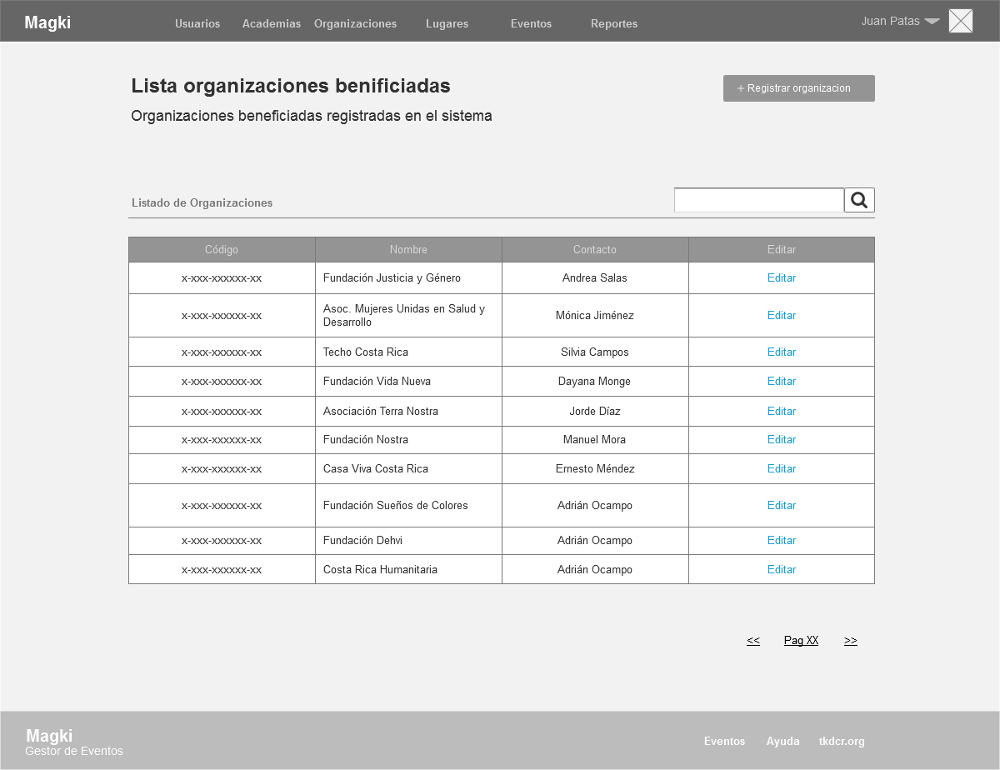 Magki Usuarios Academias Organizaciones Lugares Eventos Reportes Juan Patas
Lista organizaciones benificiadas
+ Registrar organizacion
Organizaciones beneficiadas registradas en el sistema
Listado de Organizaciones
Código Nombre Contacto Editar
x-xxx-xxxxxx-xx Fundación Justicia y Género Andrea Salas Editar
x-xxx-xxxxxx-xx Asoc. Mujeres Unidas en Salud y
Desarrollo Mónica Jiménez Editar
x-xxx-xxxxxx-xx Techo Costa Rica Silvia Campos Editar
x-xxx-xxxxxx-xx Fundación Vida Nueva Dayana Monge Editar
x-xxx-xxxxxx-xx Asociación Terra Nostra Jorde Díaz Editar
x-xxx-xxxxxx-xx Fundación Nostra Manuel Mora Editar
x-xxx-xxxxxx-xx Casa Viva Costa Rica Ernesto Méndez Editar
x-xxx-xxxxxx-xx Fundación Sueños de Colores Adrián Ocampo Editar
x-xxx-xxxxxx-xx Fundación Dehvi Adrián Ocampo Editar
x-xxx-xxxxxx-xx Costa Rica Humanitaria Adrián Ocampo Editar
<< Pag XX >>
Magki
Gestor de Eventos
Eventos Ayuda tkdcr.org